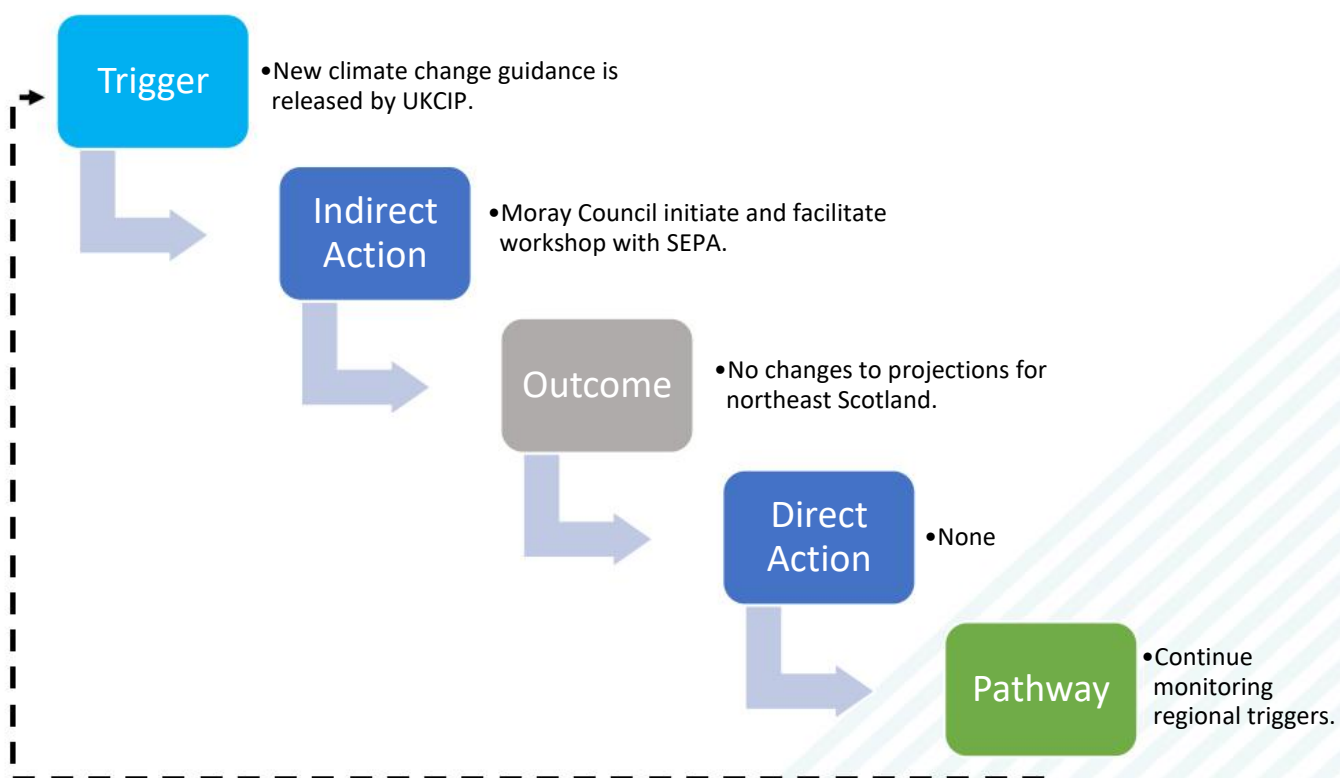 Trigger
•New climate change guidance is
released by UKCIP.
Indirect
Action
•Moray Council initiate and facilitate
workshop with SEPA.
Outcome
•No changes to projections for
northeast Scotland.
Direct
Action
•None
Pathway
•Continue
monitoring
regional triggers.